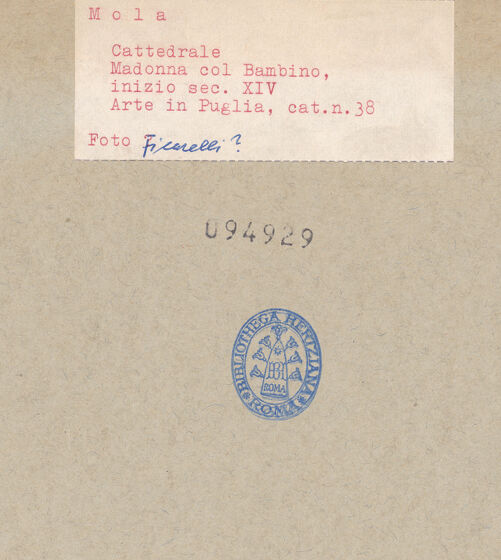 M o l a
Cattedrale
Madonna col Bambino,
inizio sec. XIV
Arte in Puglia, cat.n.38
Foto Ficarelli?
U94929
BIBLIOTHECA HERTZIANA
BH
ROMA
* ROMA *